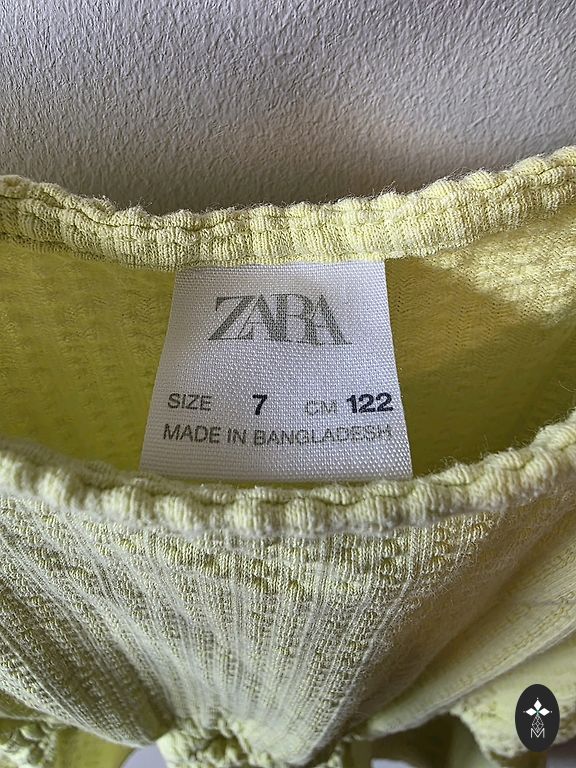 ZARA
SIZE 7 CM 122
MADE IN BANGLADESH
M